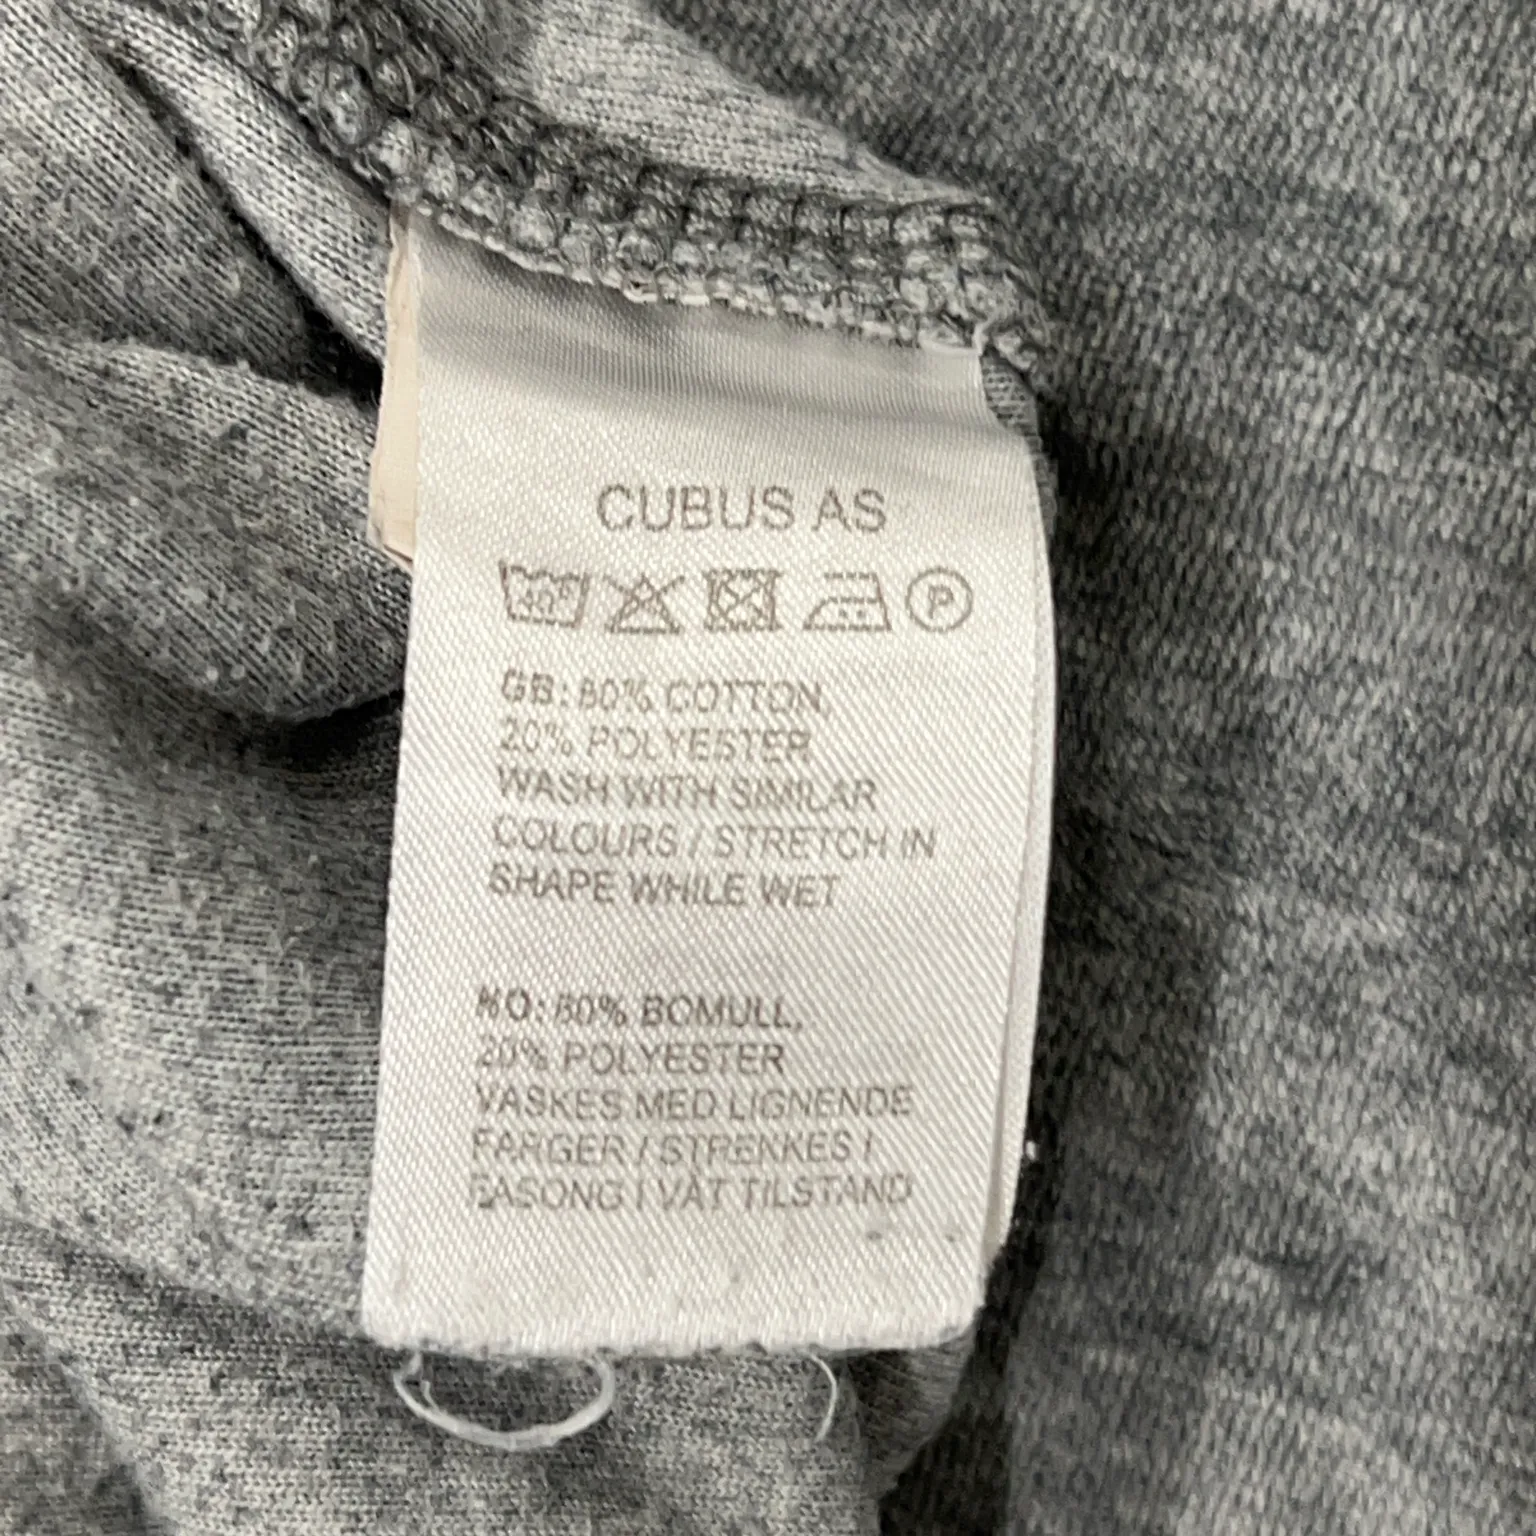 CUBUS AS
40° P
GB: 80% COTTON,
20% POLYESTER
WASH WITH SIMILAR
COLOURS / STRETCH IN
SHAPE WHILE WET
NO: 80% BOMULL,
20% POLYESTER
VASKES MED LIGNENDE
FARGER / STREKKES I
FASONG I VÅT TILSTAND